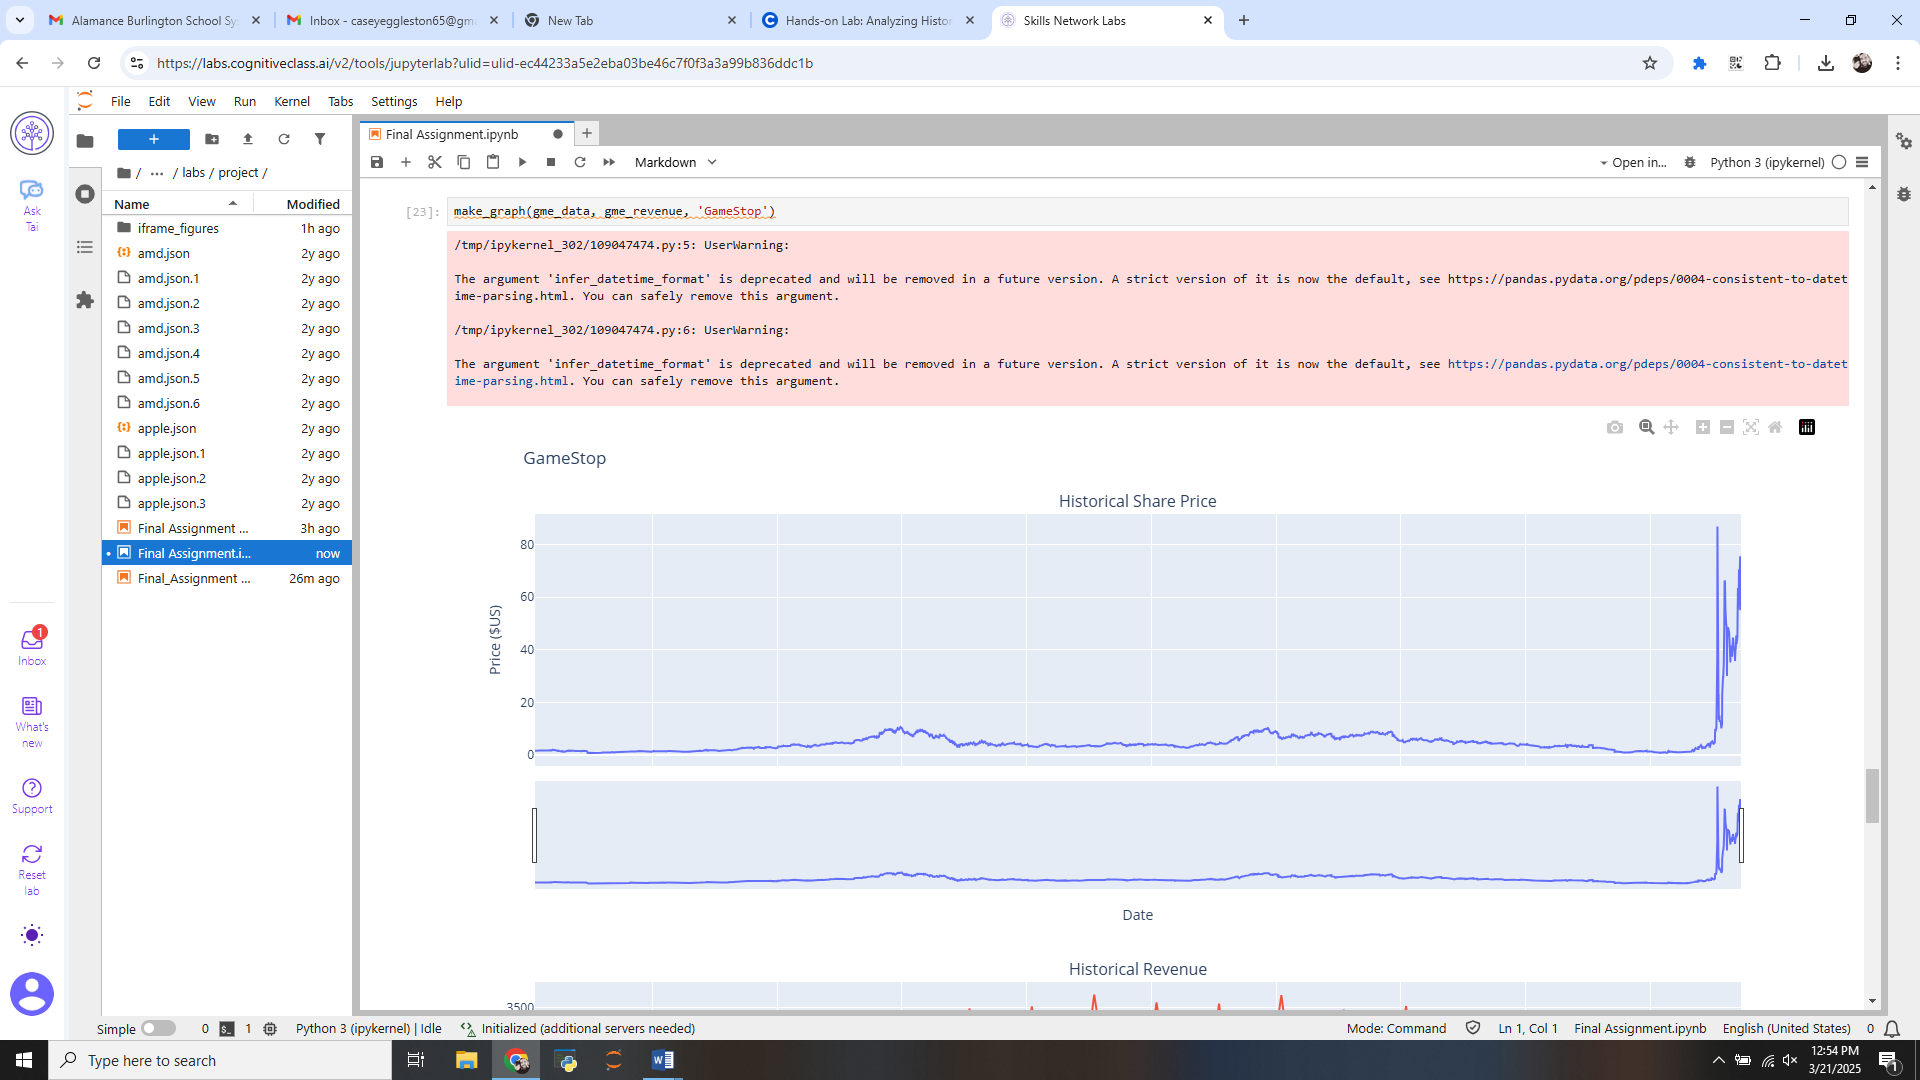 Alamance Burlington School Sy
Inbox - caseyeggleston65@gm
New Tab
Hands-on Lab: Analyzing Histor
Skills Network Labs
https://labs.cognitiveclass.ai/v2/tools/jupyterlab?ulid=ulid-ec44233a5e2eba03be46c7f0f3a3a99b836ddc1b
File Edit View Run Kernel Tabs Settings Help
Ask
Tai
1
Inbox
What's
new
Support
Reset
lab
/ ··· / labs / project /
Name Modified
iframe_figures 1h ago
amd.json 2y ago
amd.json.1 2y ago
amd.json.2 2y ago
amd.json.3 2y ago
amd.json.4 2y ago
amd.json.5 2y ago
amd.json.6 2y ago
apple.json 2y ago
apple.json.1 2y ago
apple.json.2 2y ago
apple.json.3 2y ago
Final Assignment ... 3h ago
Final Assignment.i... now
Final_Assignment ... 26m ago
Final Assignment.ipynb
Markdown
Open in...
Python 3 (ipykernel)
[23]:
make_graph(gme_data, gme_revenue, 'GameStop')
/tmp/ipykernel_302/109047474.py:5: UserWarning:
The argument 'infer_datetime_format' is deprecated and will be removed in a future version. A strict version of it is now the default, see https://pandas.pydata.org/pdeps/0004-consistent-to-datet
ime-parsing.html. You can safely remove this argument.
/tmp/ipykernel_302/109047474.py:6: UserWarning:
The argument 'infer_datetime_format' is deprecated and will be removed in a future version. A strict version of it is now the default, see https://pandas.pydata.org/pdeps/0004-consistent-to-datet
ime-parsing.html. You can safely remove this argument.
GameStop
Historical Share Price
Price ($US)
80
60
40
20
0
Date
Historical Revenue
3500
Simple 0 $_ 1 Python 3 (ipykernel) | Idle Initialized (additional servers needed)
Mode: Command Ln 1, Col 1 Final Assignment.ipynb English (United States) 0
Type here to search
12:54 PM
3/21/2025
1